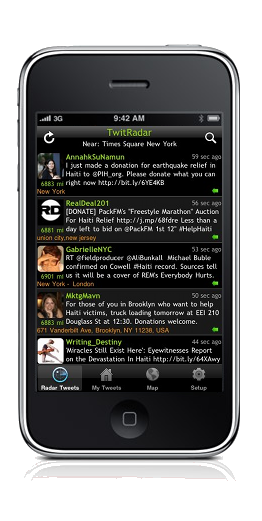 3G 9:42 AM
TwitRadar
Near: Times Square New York
AnnahkSuNamun 59 sec ago
I just made a donation for earthquake relief in
Haiti to @PIH_org. Please donate what you can
right now http://bit.ly/6YE4KB
6883 mi
New York
RealDeal201 56 sec ago
[DONATE] PackFM's "Freestyle Marathon" Auction
For Haiti Relief http://j.mp/68fdre Less than a
day left to bid on @PackFM 1st 12" #HelpHaiti
6881 mi
union city,new jersey
GabrielleNYC 53 sec ago
RT @fieldproducer @AliBunkall Michael Buble
confirmed on Cowell #Haiti record. Sources tell
us it will be a cover of REM's Everybody Hurts.
6901 mi
New York - London
MktgMavn 50 sec ago
For those of you in Brooklyn who want to help
Haiti victims, truck loading tomorrow at EEI 210
Douglass St at 12:30. Donations welcome.
6883 mi
671 Vanderbilt Ave, Brooklyn, NY 11238, USA
Writing_Destiny 44 sec ago
'Miracles Still Exist Here': Eyewitnesses Report
on the Devastation In Haiti http://bit.ly/64XAwy
Radar Tweets My Tweets Map Setup